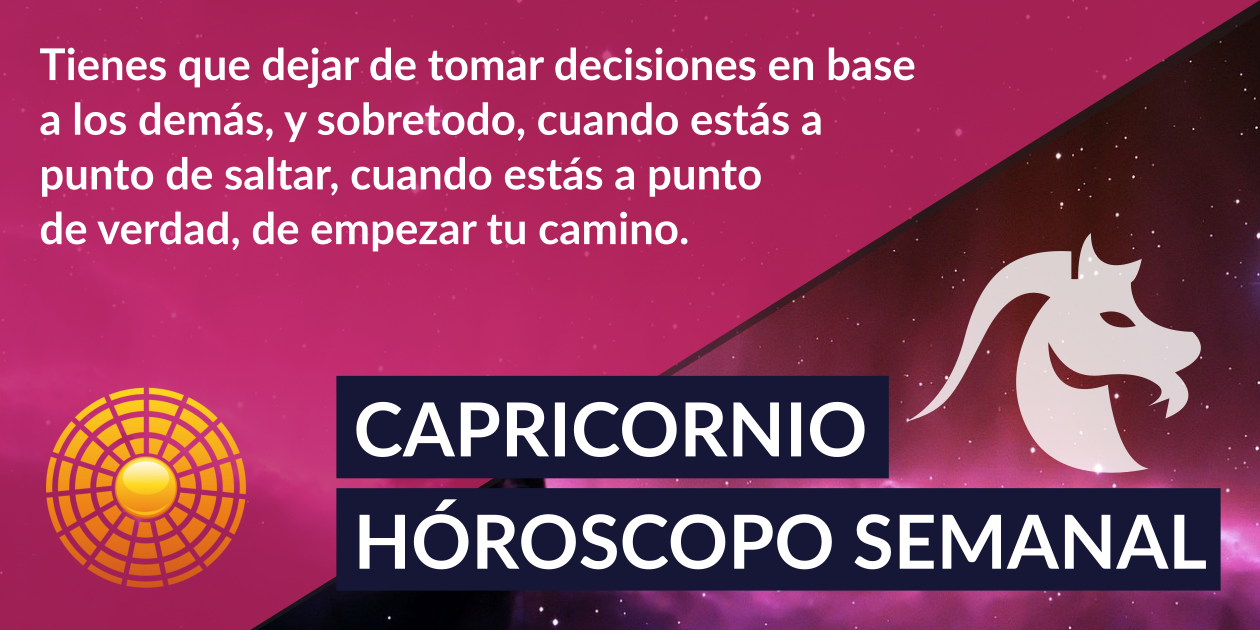 Tienes que dejar de tomar decisiones en base
a los demás, y sobretodo, cuando estás a
punto de saltar, cuando estás a punto
de verdad, de empezar tu camino.
CAPRICORNIO
HÓROSCOPO SEMANAL